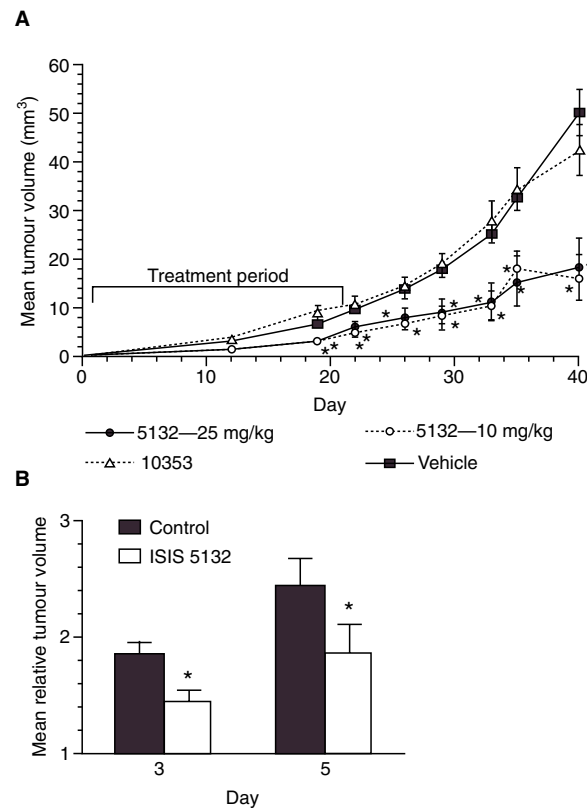 A
Mean tumour volume (mm³)
60
50
40
30
20
10
0
Treatment period
* * * * * * * * * * * * *
0 10 20 30 40
Day
5132—25 mg/kg 5132—10 mg/kg
10353 Vehicle
B
Mean relative tumour volume
3
2
1
Control
ISIS 5132
*
*
3 5
Day